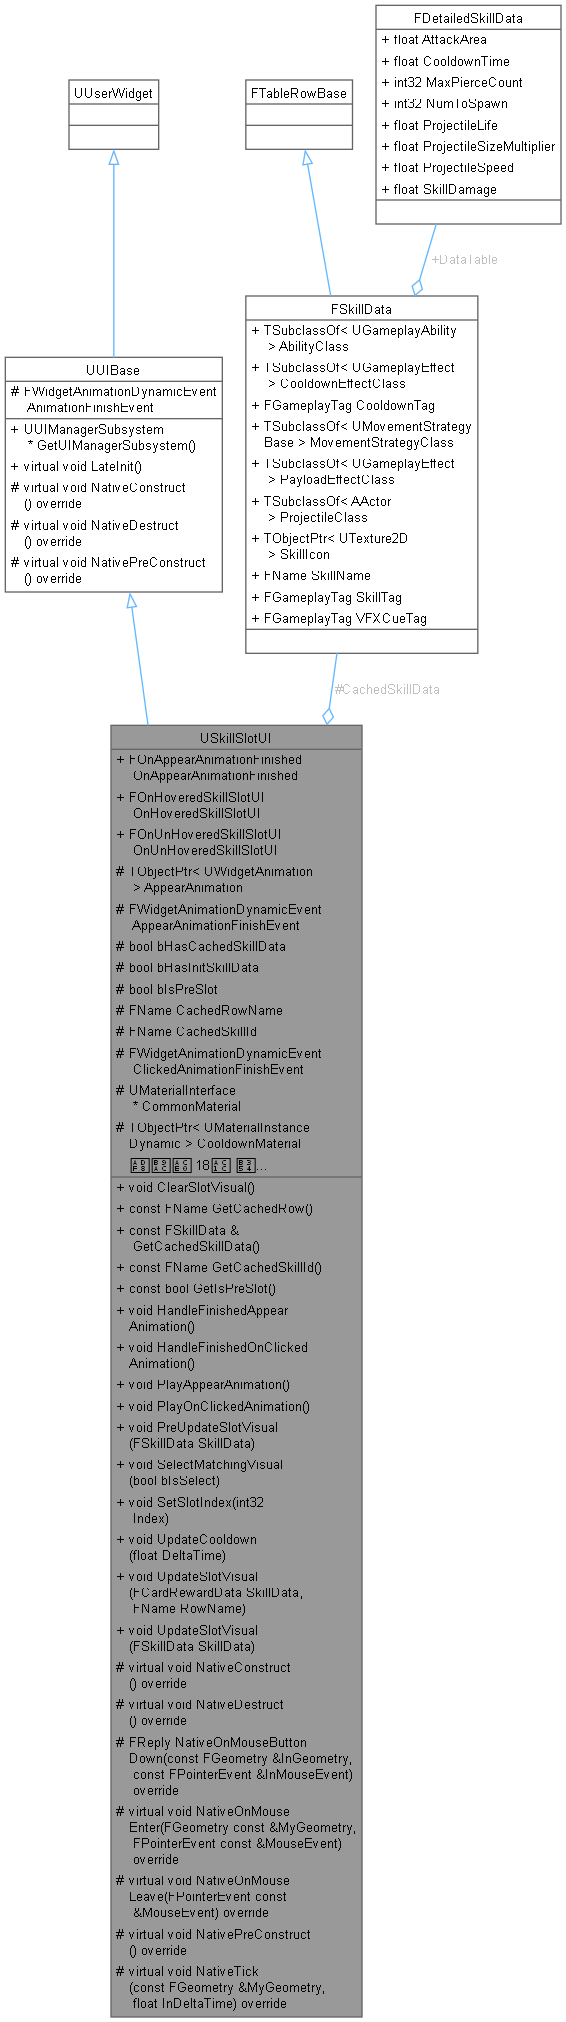 FDetailedSkillData
+ float AttackArea
+ float CooldownTime
+ int32 MaxPierceCount
+ int32 NumToSpawn
+ float ProjectileLife
+ float ProjectileSizeMultiplier
+ float ProjectileSpeed
+ float SkillDamage
UUserWidget
FTableRowBase
+DataTable
FSkillData
+ TSubclassOf< UGameplayAbility
> AbilityClass
+ TSubclassOf< UGameplayEffect
> CooldownEffectClass
+ FGameplayTag CooldownTag
+ TSubclassOf< UMovementStrategy
Base > MovementStrategyClass
+ TSubclassOf< UGameplayEffect
> PayloadEffectClass
+ TSubclassOf< AActor
> ProjectileClass
+ TObjectPtr< UTexture2D
> SkillIcon
+ FName SkillName
+ FGameplayTag SkillTag
+ FGameplayTag VFXCueTag
UUIBase
# FWidgetAnimationDynamicEvent
AnimationFinishEvent
+ UUIManagerSubsystem
* GetUIManagerSubsystem()
+ virtual void LateInit()
# virtual void NativeConstruct
() override
# virtual void NativeDestruct
() override
# virtual void NativePreConstruct
() override
#CachedSkillData
USkillSlotUI
+ FOnAppearAnimationFinished
OnAppearAnimationFinished
+ FOnHoveredSkillSlotUI
OnHoveredSkillSlotUI
+ FOnUnHoveredSkillSlotUI
OnUnHoveredSkillSlotUI
# TObjectPtr< UWidgetAnimation
> AppearAnimation
# FWidgetAnimationDynamicEvent
AppearAnimationFinishEvent
# bool bHasCachedSkillData
# bool bHasInitSkillData
# bool bIsPreSlot
# FName CachedRowName
# FName CachedSkillId
# FWidgetAnimationDynamicEvent
ClickedAnimationFinishEvent
# UMaterialInterface
* CommonMaterial
# TObjectPtr< UMaterialInstance
Dynamic > CooldownMaterial
18 ...
+ void ClearSlotVisual()
+ const FName GetCachedRow()
+ const FSkillData &
GetCachedSkillData()
+ const FName GetCachedSkillId()
+ const bool GetIsPreSlot()
+ void HandleFinishedAppear
Animation()
+ void HandleFinishedOnClicked
Animation()
+ void PlayAppearAnimation()
+ void PlayOnClickedAnimation()
+ void PreUpdateSlotVisual
(FSkillData SkillData)
+ void SelectMatchingVisual
(bool bIsSelect)
+ void SetSlotIndex(int32
Index)
+ void UpdateCooldown
(float DeltaTime)
+ void UpdateSlotVisual
(FCardRewardData SkillData,
FName RowName)
+ void UpdateSlotVisual
(FSkillData SkillData)
# virtual void NativeConstruct
() override
# virtual void NativeDestruct
() override
# FReply NativeOnMouseButton
Down(const FGeometry &InGeometry,
const FPointerEvent &InMouseEvent)
override
# virtual void NativeOnMouse
Enter(FGeometry const &MyGeometry,
FPointerEvent const &MouseEvent)
override
# virtual void NativeOnMouse
Leave(FPointerEvent const
&MouseEvent) override
# virtual void NativePreConstruct
() override
# virtual void NativeTick
(const FGeometry &MyGeometry,
float InDeltaTime) override